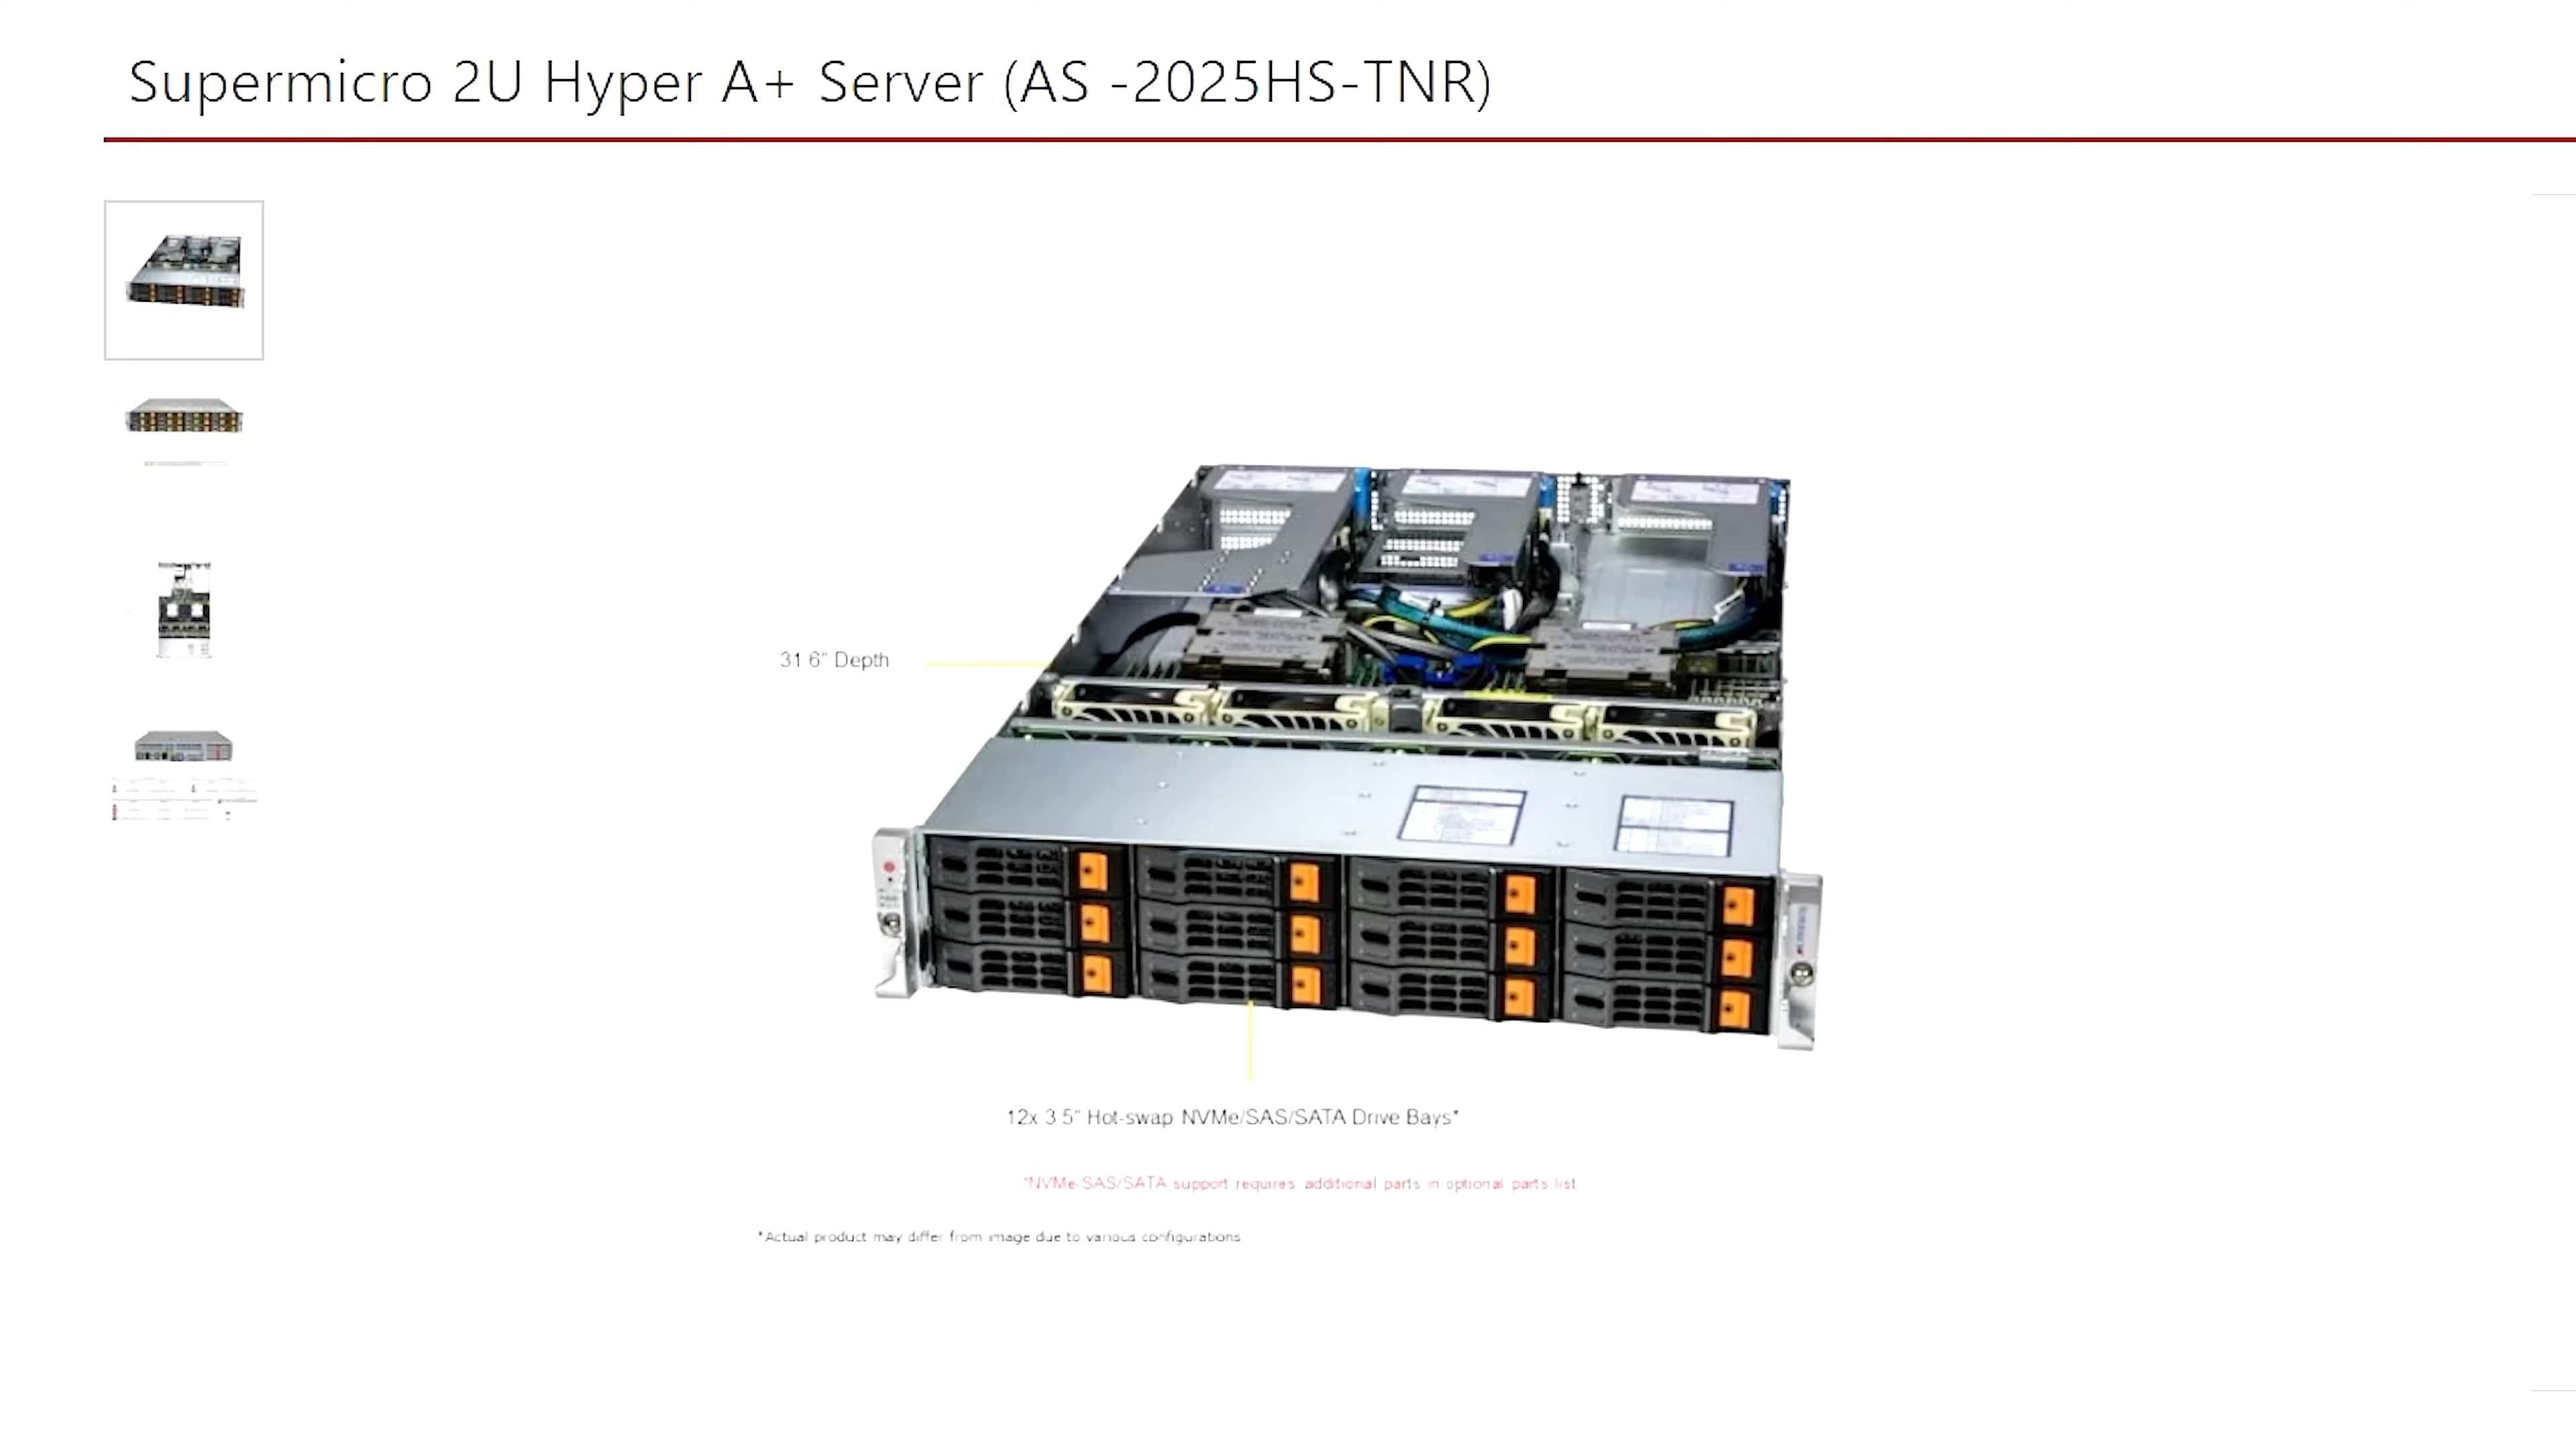 Supermicro 2U Hyper A+ Server (AS -2025HS-TNR)
31 6" Depth
12x 3 5" Hot-swap NVMe/SAS/SATA Drive Bays*
*NVMe/SAS/SATA support requires additional parts in optional parts list
*Actual product may differ from image due to various configurations